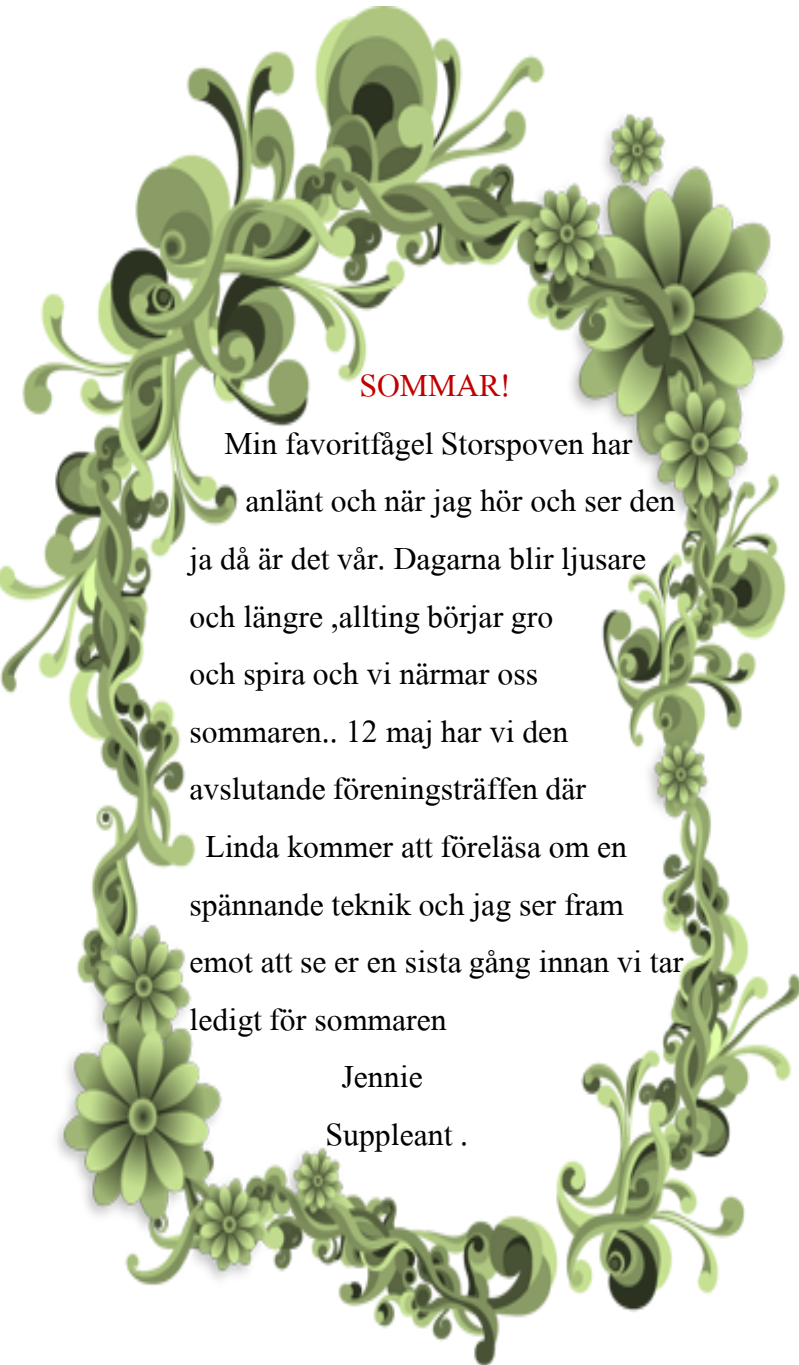 SOMMAR!
Min favoritfågel Storspoven har
anlänt och när jag hör och ser den
ja då är det vår. Dagarna blir ljusare
och längre ,allting börjar gro
och spira och vi närmar oss
sommaren.. 12 maj har vi den
avslutande föreningsträffen där
Linda kommer att föreläsa om en
spännande teknik och jag ser fram
emot att se er en sista gång innan vi tar
ledigt för sommaren
Jennie
Suppleant .